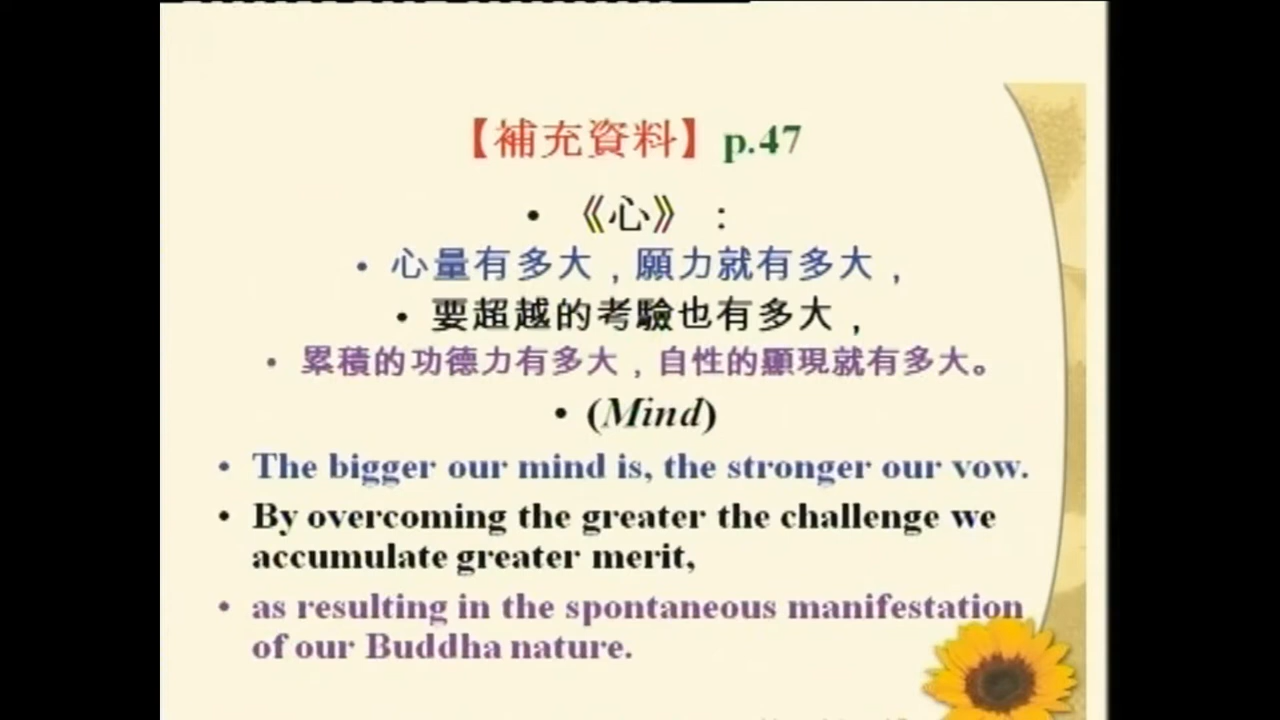 【補充資料】p.47
• 《心》：
• 心量有多大，願力就有多大，
• 要超越的考驗也有多大，
• 累積的功德力有多大，自性的顯現就有多大。
• (Mind)
• The bigger our mind is, the stronger our vow.
• By overcoming the greater the challenge we
accumulate greater merit,
• as resulting in the spontaneous manifestation
of our Buddha nature.